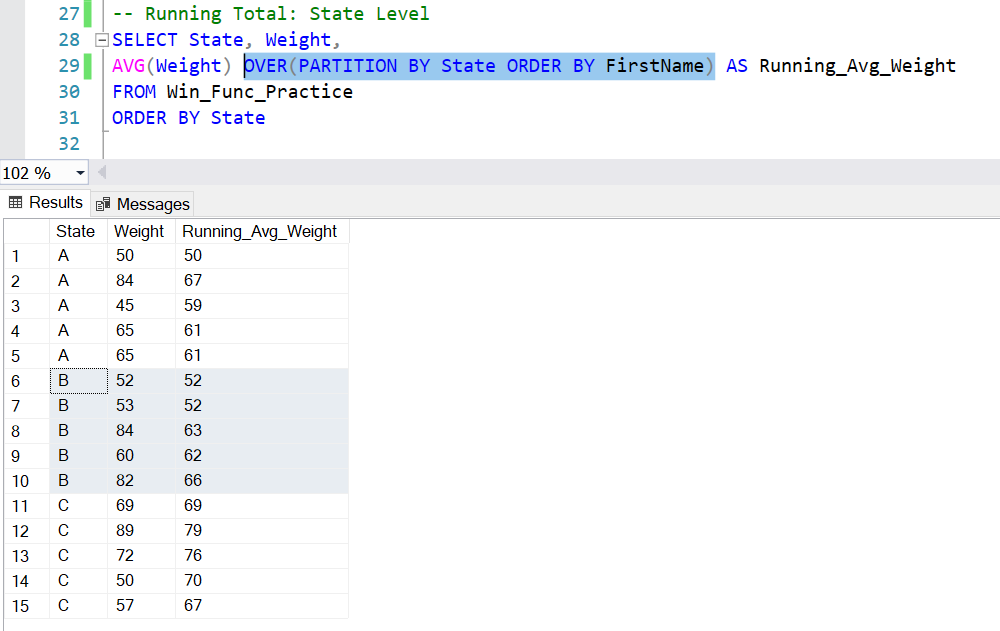 27 -- Running Total: State Level
28 SELECT State, Weight,
29 AVG(Weight) OVER(PARTITION BY State ORDER BY FirstName) AS Running_Avg_Weight
30 FROM Win_Func_Practice
31 ORDER BY State
32
102 %
Results Messages
State Weight Running_Avg_Weight
1 A 50 50
2 A 84 67
3 A 45 59
4 A 65 61
5 A 65 61
6 B 52 52
7 B 53 52
8 B 84 63
9 B 60 62
10 B 82 66
11 C 69 69
12 C 89 79
13 C 72 76
14 C 50 70
15 C 57 67